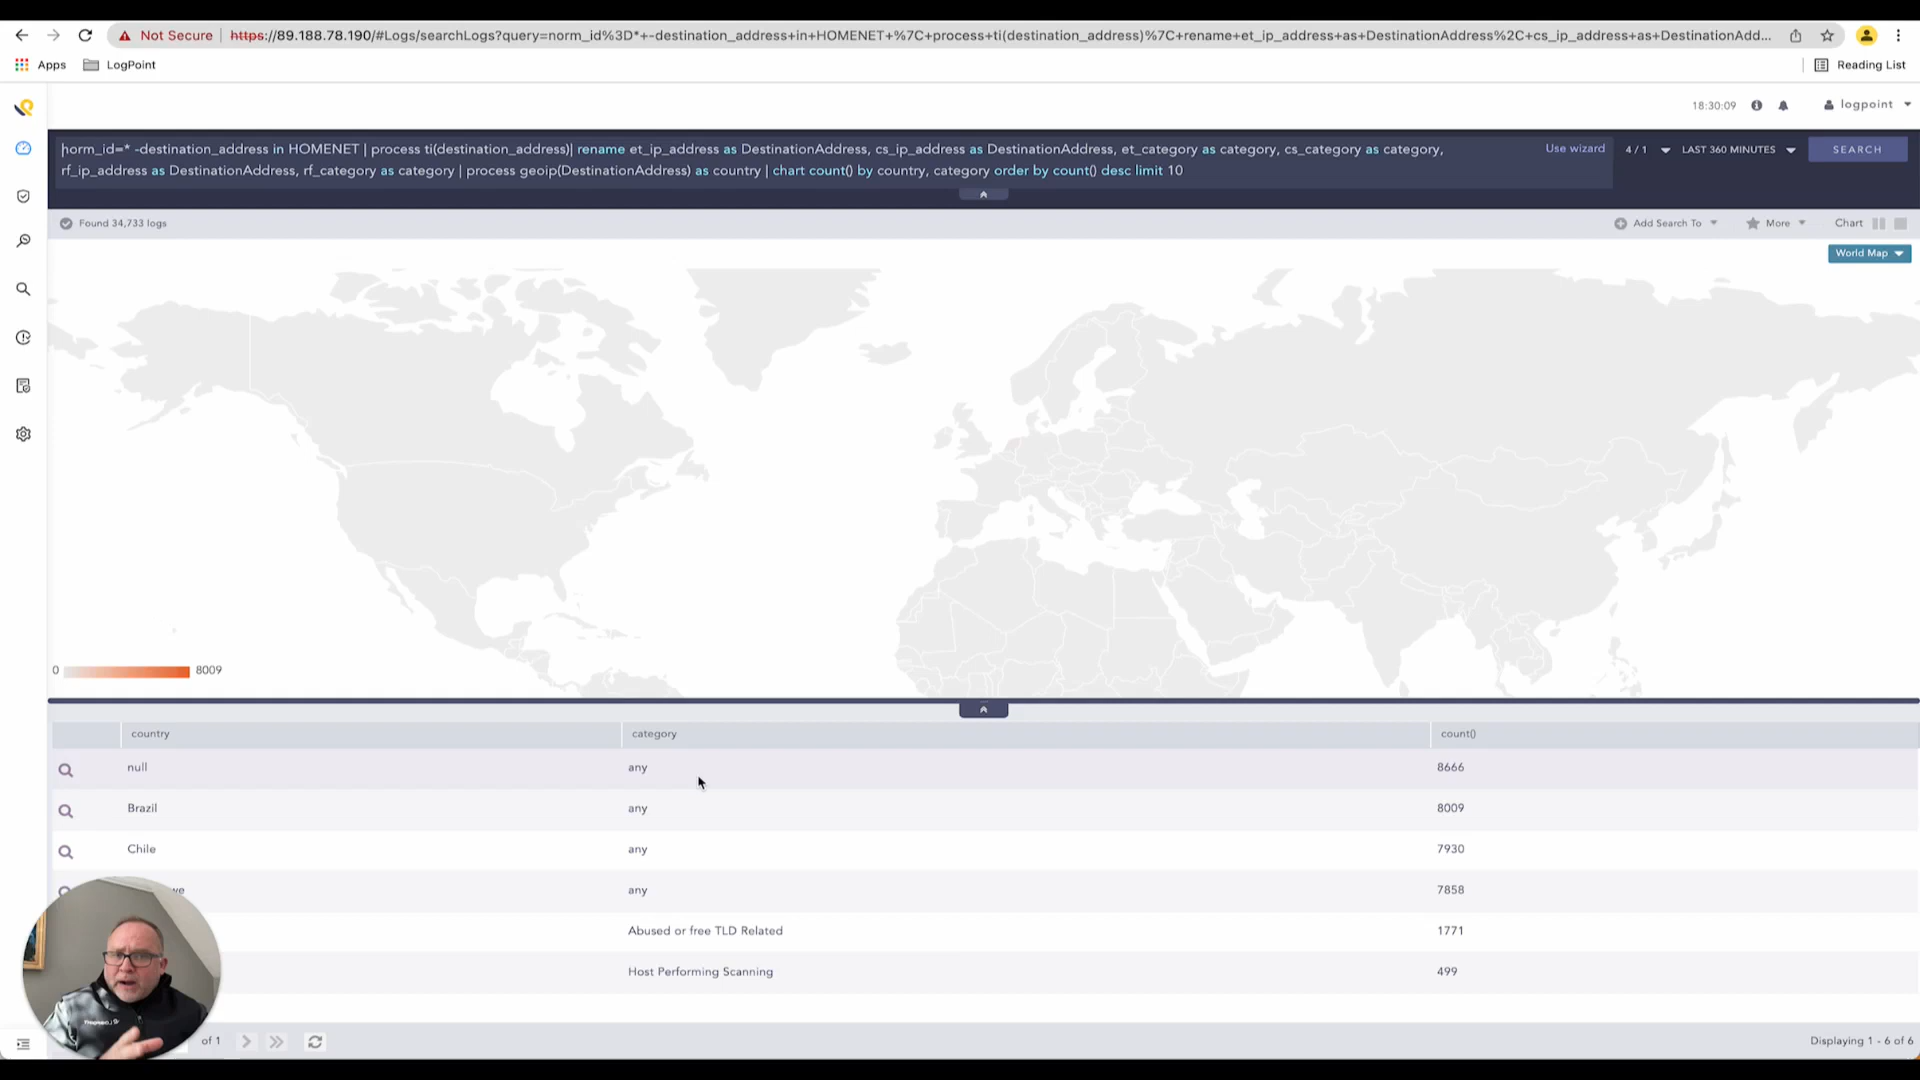 Not Secure | https://89.188.78.190/#Logs/searchLogs?query=norm_id%3D*+-destination_address+in+HOMENET+%7C+process+ti(destination_address)%7C+rename+et_ip_address+as+DestinationAddress%2C+cs_ip_address+as+DestinationAdd...
Apps LogPoint Reading List
18:30:09 logpoint
norm_id=* -destination_address in HOMENET | process ti(destination_address)| rename et_ip_address as DestinationAddress, cs_ip_address as DestinationAddress, et_category as category, cs_category as category,
rf_ip_address as DestinationAddress, rf_category as category | process geoip(DestinationAddress) as country | chart count() by country, category order by count() desc limit 10
Use wizard 4 / 1 LAST 360 MINUTES SEARCH
Found 34,733 logs Add Search To More Chart
World Map
0 8009
country category count()
null any 8666
Brazil any 8009
Chile any 7930
we any 7858
Abused or free TLD Related 1771
Host Performing Scanning 499
of 1 Displaying 1 - 6 of 6